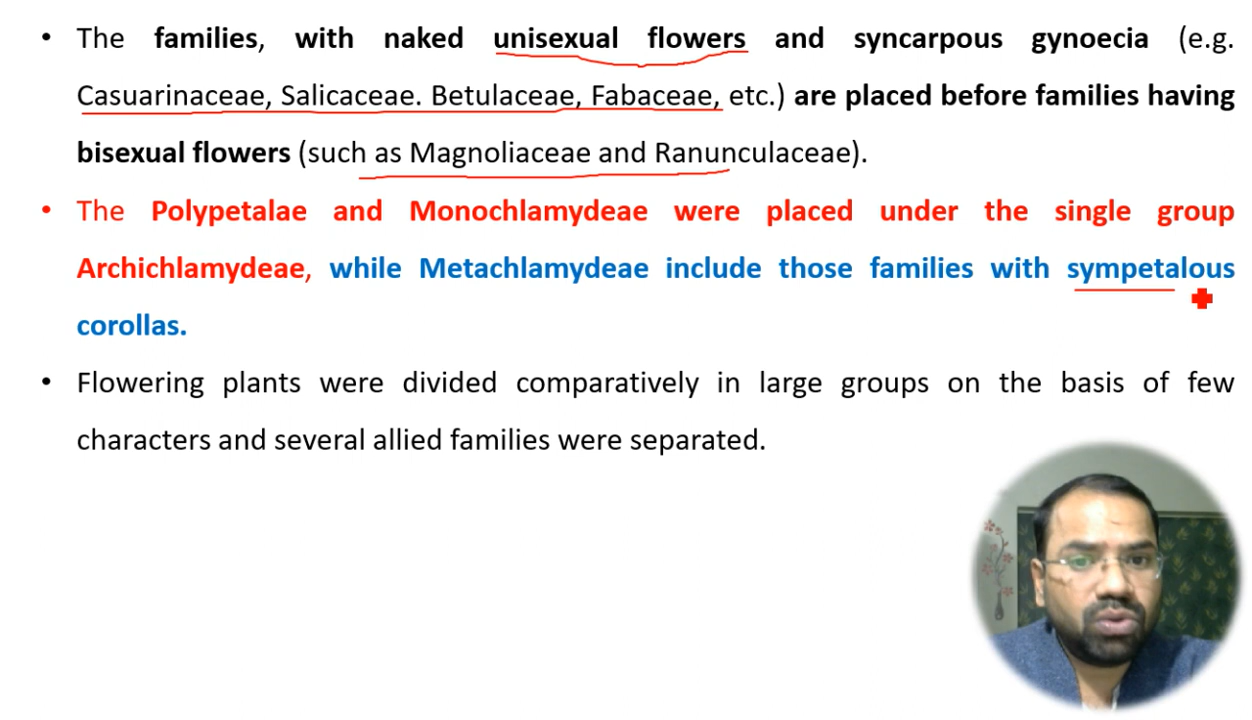 • The families, with naked unisexual flowers and syncarpous gynoecia (e.g.
Casuarinaceae, Salicaceae. Betulaceae, Fabaceae, etc.) are placed before families having
bisexual flowers (such as Magnoliaceae and Ranunculaceae).
• The Polypetalae and Monochlamydeae were placed under the single group
Archichlamydeae, while Metachlamydeae include those families with sympetalous
corollas.
• Flowering plants were divided comparatively in large groups on the basis of few
characters and several allied families were separated.